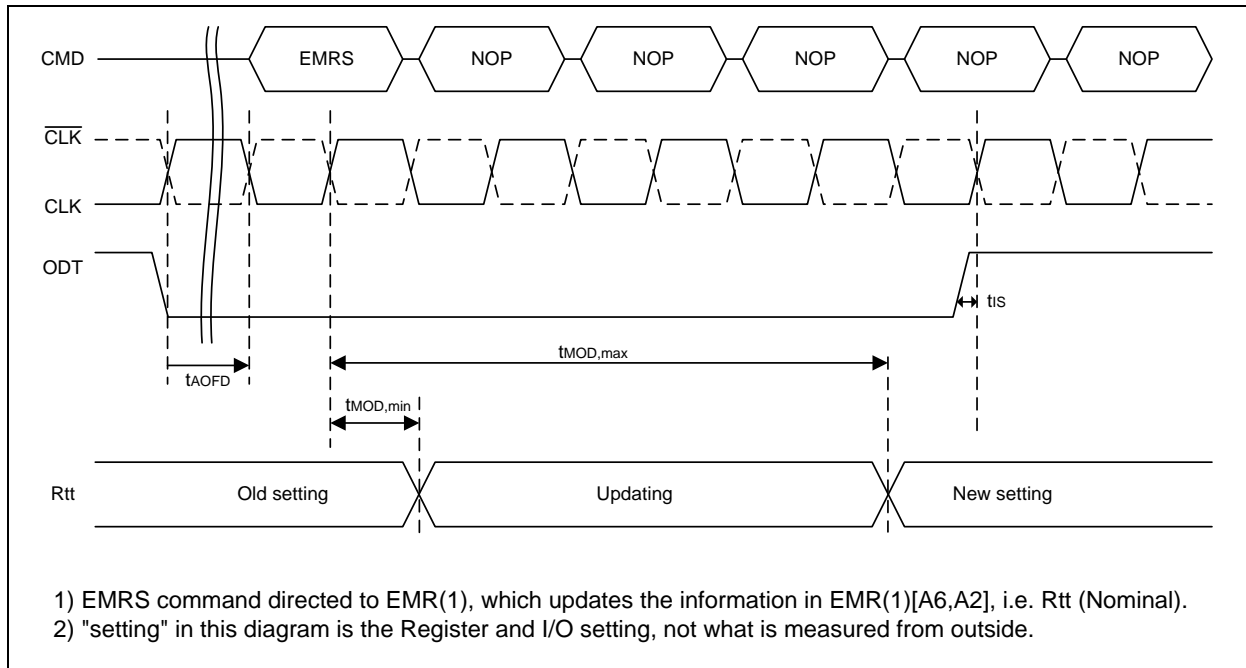 CMD EMRS NOP NOP NOP NOP NOP
CLK
CLK
ODT
tIS
tMOD,max
tAOFD
tMOD,min
Rtt Old setting Updating New setting
1) EMRS command directed to EMR(1), which updates the information in EMR(1)[A6,A2], i.e. Rtt (Nominal).
2) "setting" in this diagram is the Register and I/O setting, not what is measured from outside.